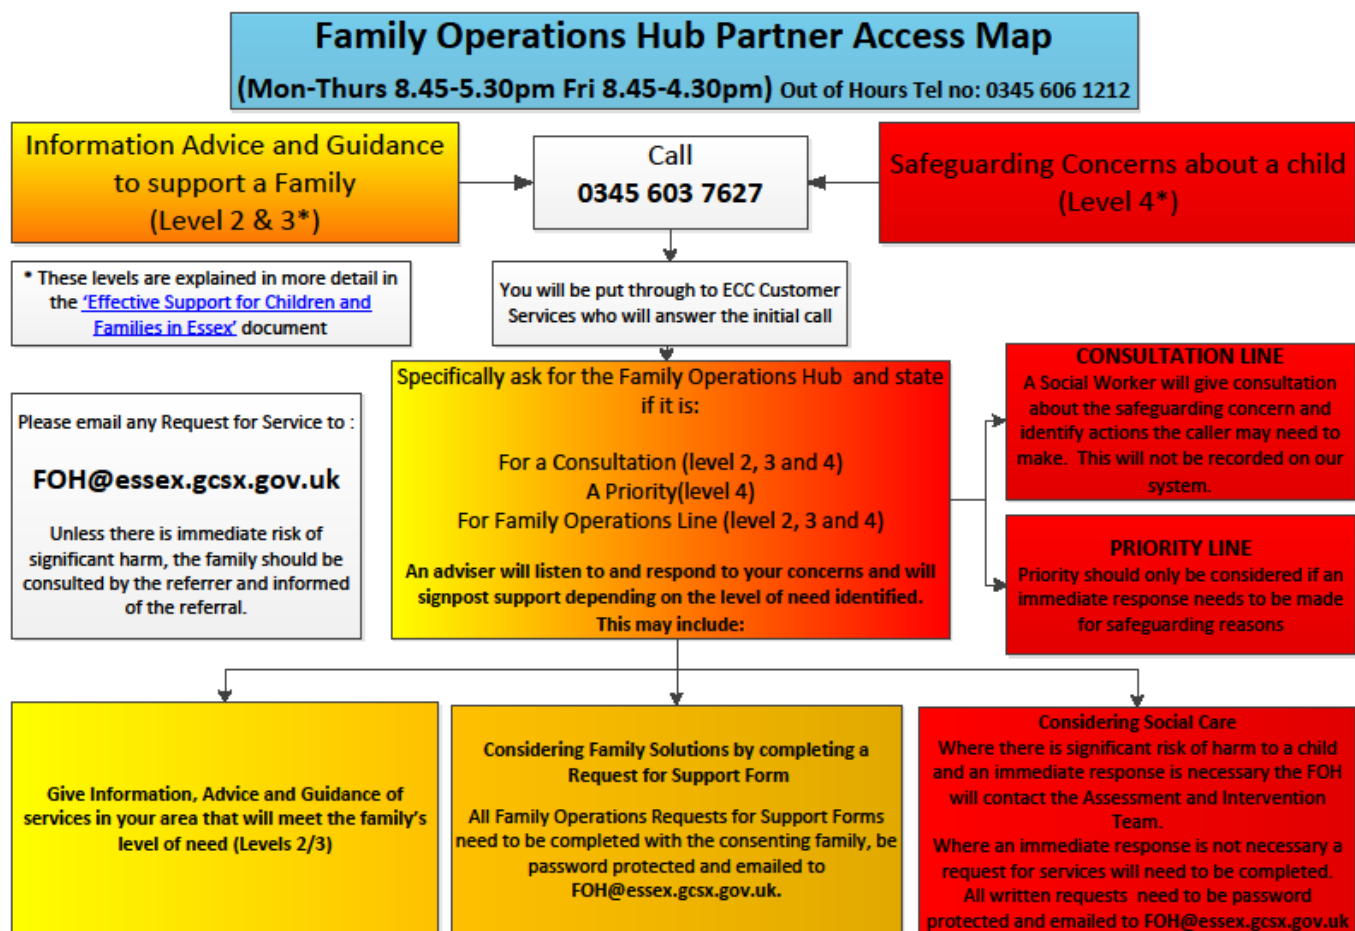 Family Operations Hub Partner Access Map
(Mon-Thurs 8.45-5.30pm Fri 8.45-4.30pm) Out of Hours Tel no: 0345 606 1212
Information Advice and Guidance
to support a Family
(Level 2 & 3*)
Call
0345 603 7627
Safeguarding Concerns about a child
(Level 4*)
* These levels are explained in more detail in
the 'Effective Support for Children and
Families in Essex' document
You will be put through to ECC Customer
Services who will answer the initial call
Please email any Request for Service to :
FOH@essex.gcsx.gov.uk
Unless there is immediate risk of
significant harm, the family should be
consulted by the referrer and informed
of the referral.
Specifically ask for the Family Operations Hub and state
if it is:
For a Consultation (level 2, 3 and 4)
A Priority(level 4)
For Family Operations Line (level 2, 3 and 4)
An adviser will listen to and respond to your concerns and will
signpost support depending on the level of need identified.
This may include:
CONSULTATION LINE
A Social Worker will give consultation
about the safeguarding concern and
identify actions the caller may need to
make. This will not be recorded on our
system.
PRIORITY LINE
Priority should only be considered if an
immediate response needs to be made
for safeguarding reasons
Give Information, Advice and Guidance of
services in your area that will meet the family's
level of need (Levels 2/3)
Considering Family Solutions by completing a
Request for Support Form
All Family Operations Requests for Support Forms
need to be completed with the consenting family, be
password protected and emailed to
FOH@essex.gcsx.gov.uk.
Considering Social Care
Where there is significant risk of harm to a child
and an immediate response is necessary the FOH
will contact the Assessment and Intervention
Team.
Where an immediate response is not necessary a
request for services will need to be completed.
All written requests need to be password
protected and emailed to FOH@essex.gcsx.gov.uk